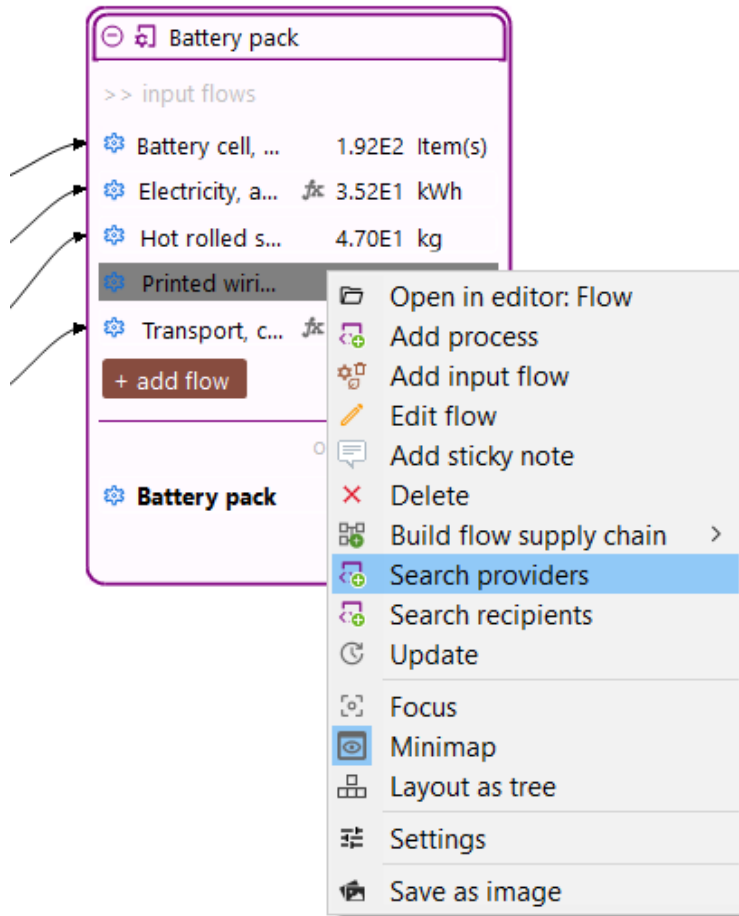 Battery pack
>> input flows
Battery cell, ... 1.92E2 Item(s)
Electricity, a... fx 3.52E1 kWh
Hot rolled s... 4.70E1 kg
Printed wiri...
Transport, c... fx
+ add flow
o
Battery pack
Open in editor: Flow
Add process
Add input flow
Edit flow
Add sticky note
Delete
Build flow supply chain >
Search providers
Search recipients
Update
Focus
Minimap
Layout as tree
Settings
Save as image